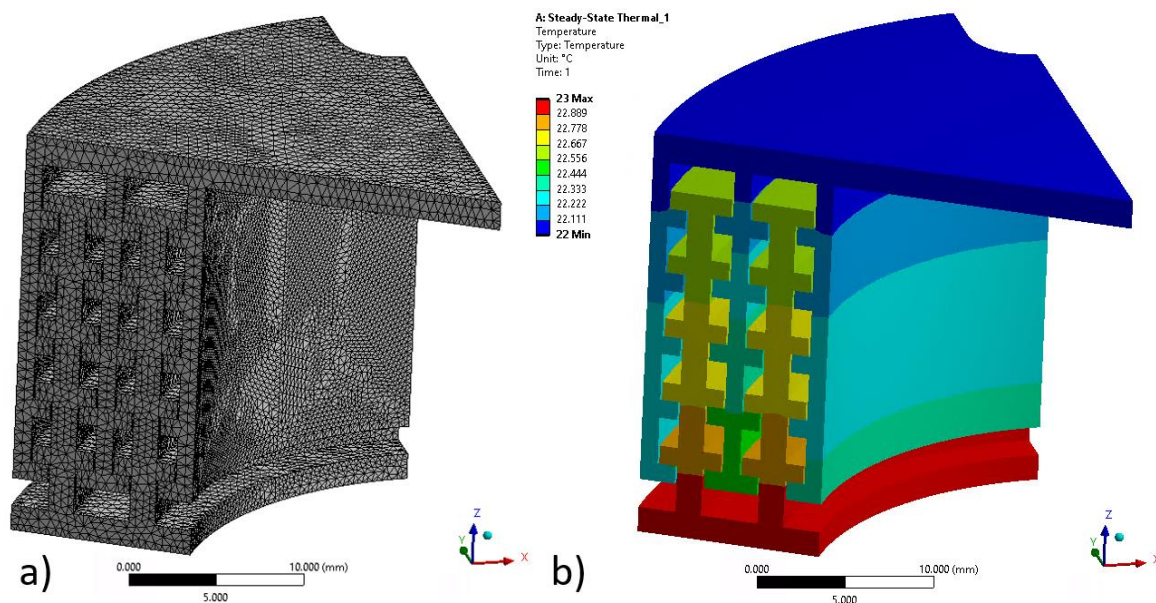 A: Steady-State Thermal_1
Temperature
Type: Temperature
Unit: °C
Time: 1
23 Max
22.889
22.778
22.667
22.556
22.444
22.333
22.222
22.111
22 Min
Z
Y
X
a)
0.000
10.000 (mm)
5.000
Z
Y
X
b)
0.000
10.000 (mm)
5.000